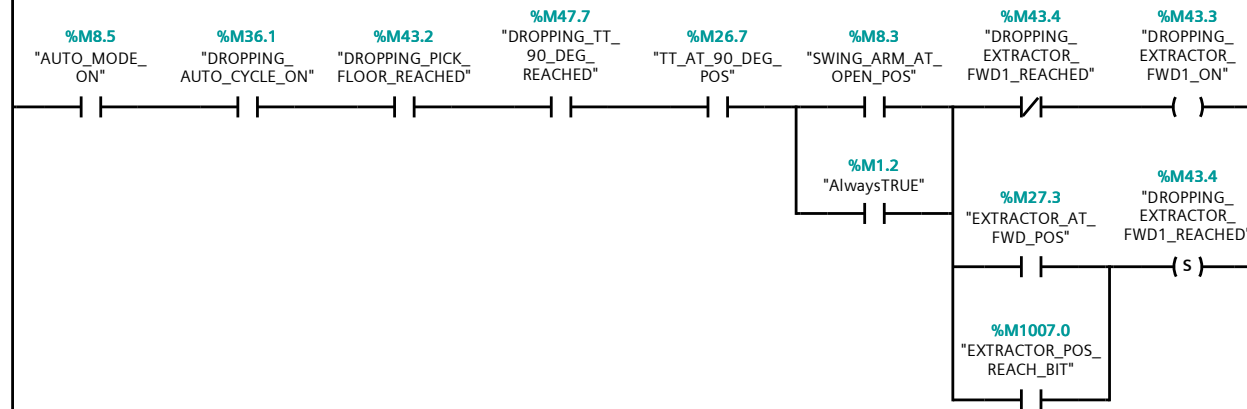 %M8.5
"AUTO_MODE_
ON"
%M36.1
"DROPPING_
AUTO_CYCLE_ON"
%M43.2
"DROPPING_PICK_
FLOOR_REACHED"
%M47.7
"DROPPING_TT_
90_DEG_
REACHED"
%M26.7
"TT_AT_90_DEG_
POS"
%M8.3
"SWING_ARM_AT_
OPEN_POS"
%M43.4
"DROPPING_
EXTRACTOR_
FWD1_REACHED"
%M43.3
"DROPPING_
EXTRACTOR_
FWD1_ON"
%M1.2
"AlwaysTRUE"
%M27.3
"EXTRACTOR_AT_
FWD_POS"
%M43.4
"DROPPING_
EXTRACTOR_
FWD1_REACHED"
S
%M1007.0
"EXTRACTOR_POS_
REACH_BIT"